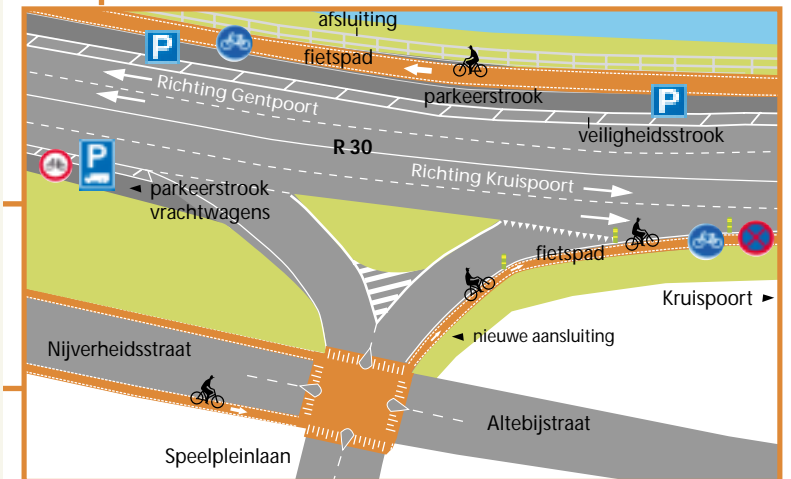 afsluiting
P
fietspad
Richting Gentpoort
parkeerstrook
P
veiligheidsstrook
R 30
Richting Kruispoort
P
◄ parkeerstrook
vrachtwagens
fietspad
Kruispoort ►
◄ nieuwe aansluiting
Nijverheidsstraat
Altebijstraat
Speelpleinlaan